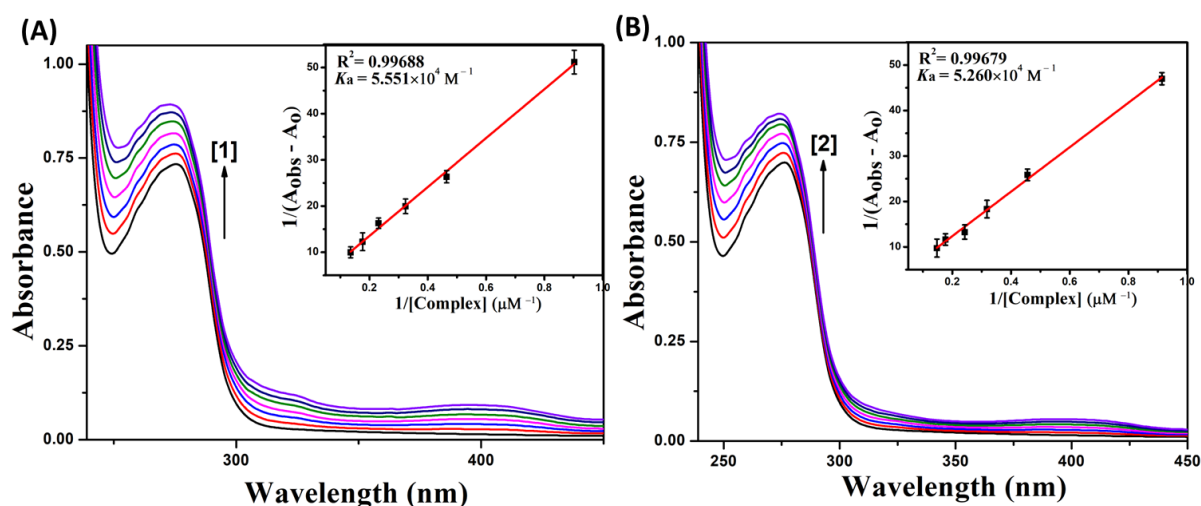 (A)
R²= 0.99688
Ka = 5.551×10⁴ M⁻¹
50
40
30
20
10
1/(Aobs - A0)
0.2
0.4
0.6
0.8
1.0
1/[Complex] (μM⁻¹)
[1]
1.00
0.75
0.50
0.25
0.00
Absorbance
300
400
Wavelength (nm)
(B)
R²= 0.99679
Ka = 5.260×10⁴ M⁻¹
50
40
30
20
10
0
1/(Aobs - A0)
0.2
0.4
0.6
0.8
1.0
1/[Complex] (μM⁻¹)
[2]
1.00
0.75
0.50
0.25
0.00
Absorbance
250
300
350
400
450
Wavelength (nm)